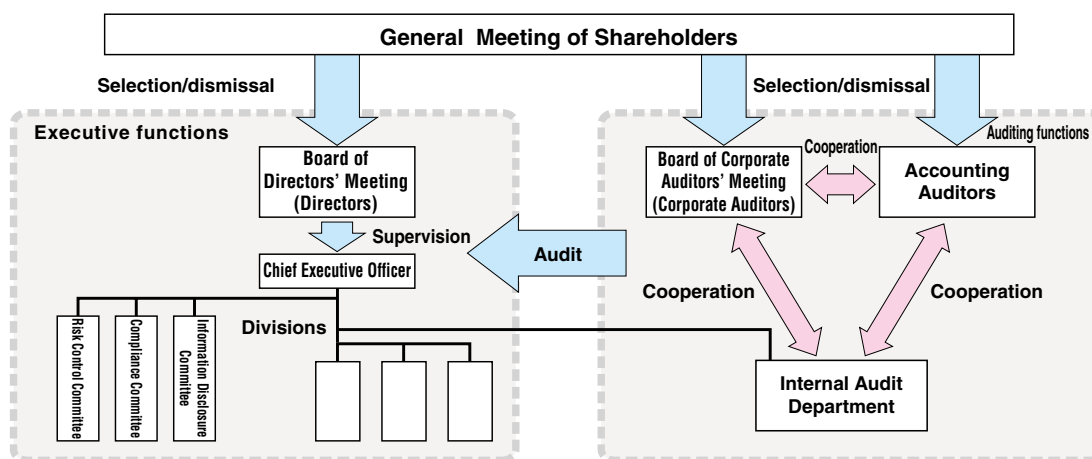 General Meeting of Shareholders
Selection/dismissal
Selection/dismissal
Executive functions
Auditing functions
Board of
Directors' Meeting
(Directors)
Board of Corporate
Auditors' Meeting
(Corporate Auditors)
Cooperation
Accounting
Auditors
Supervision
Audit
Chief Executive Officer
Cooperation
Cooperation
Divisions
Risk Control Committee
Compliance Committee
Information Disclosure
Committee
Internal Audit
Department